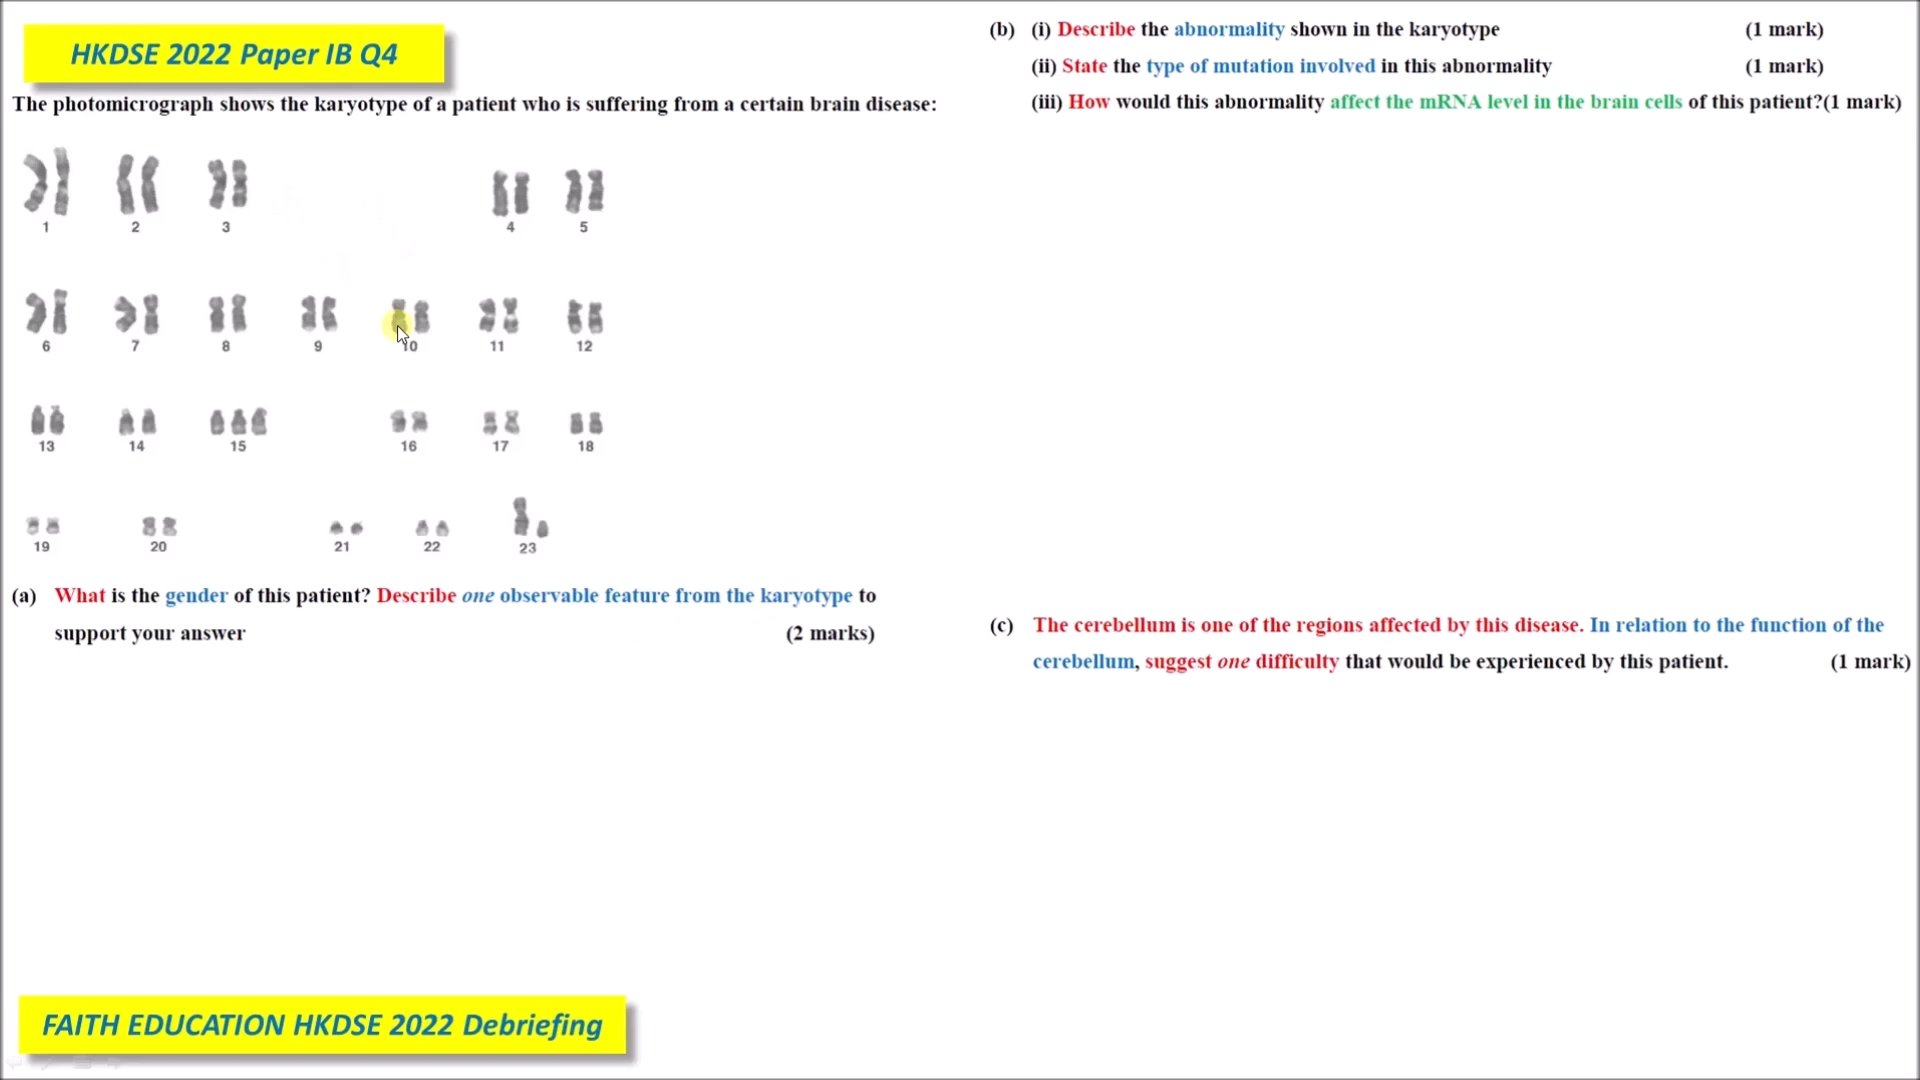 HKDSE 2022 Paper IB Q4
The photomicrograph shows the karyotype of a patient who is suffering from a certain brain disease:
1 2 3 4 5
6 7 8 9 10 11 12
13 14 15 16 17 18
19 20 21 22 23
(a) What is the gender of this patient? Describe one observable feature from the karyotype to
support your answer (2 marks)
(b) (i) Describe the abnormality shown in the karyotype (1 mark)
(ii) State the type of mutation involved in this abnormality (1 mark)
(iii) How would this abnormality affect the mRNA level in the brain cells of this patient?(1 mark)
(c) The cerebellum is one of the regions affected by this disease. In relation to the function of the
cerebellum, suggest one difficulty that would be experienced by this patient. (1 mark)
FAITH EDUCATION HKDSE 2022 Debriefing